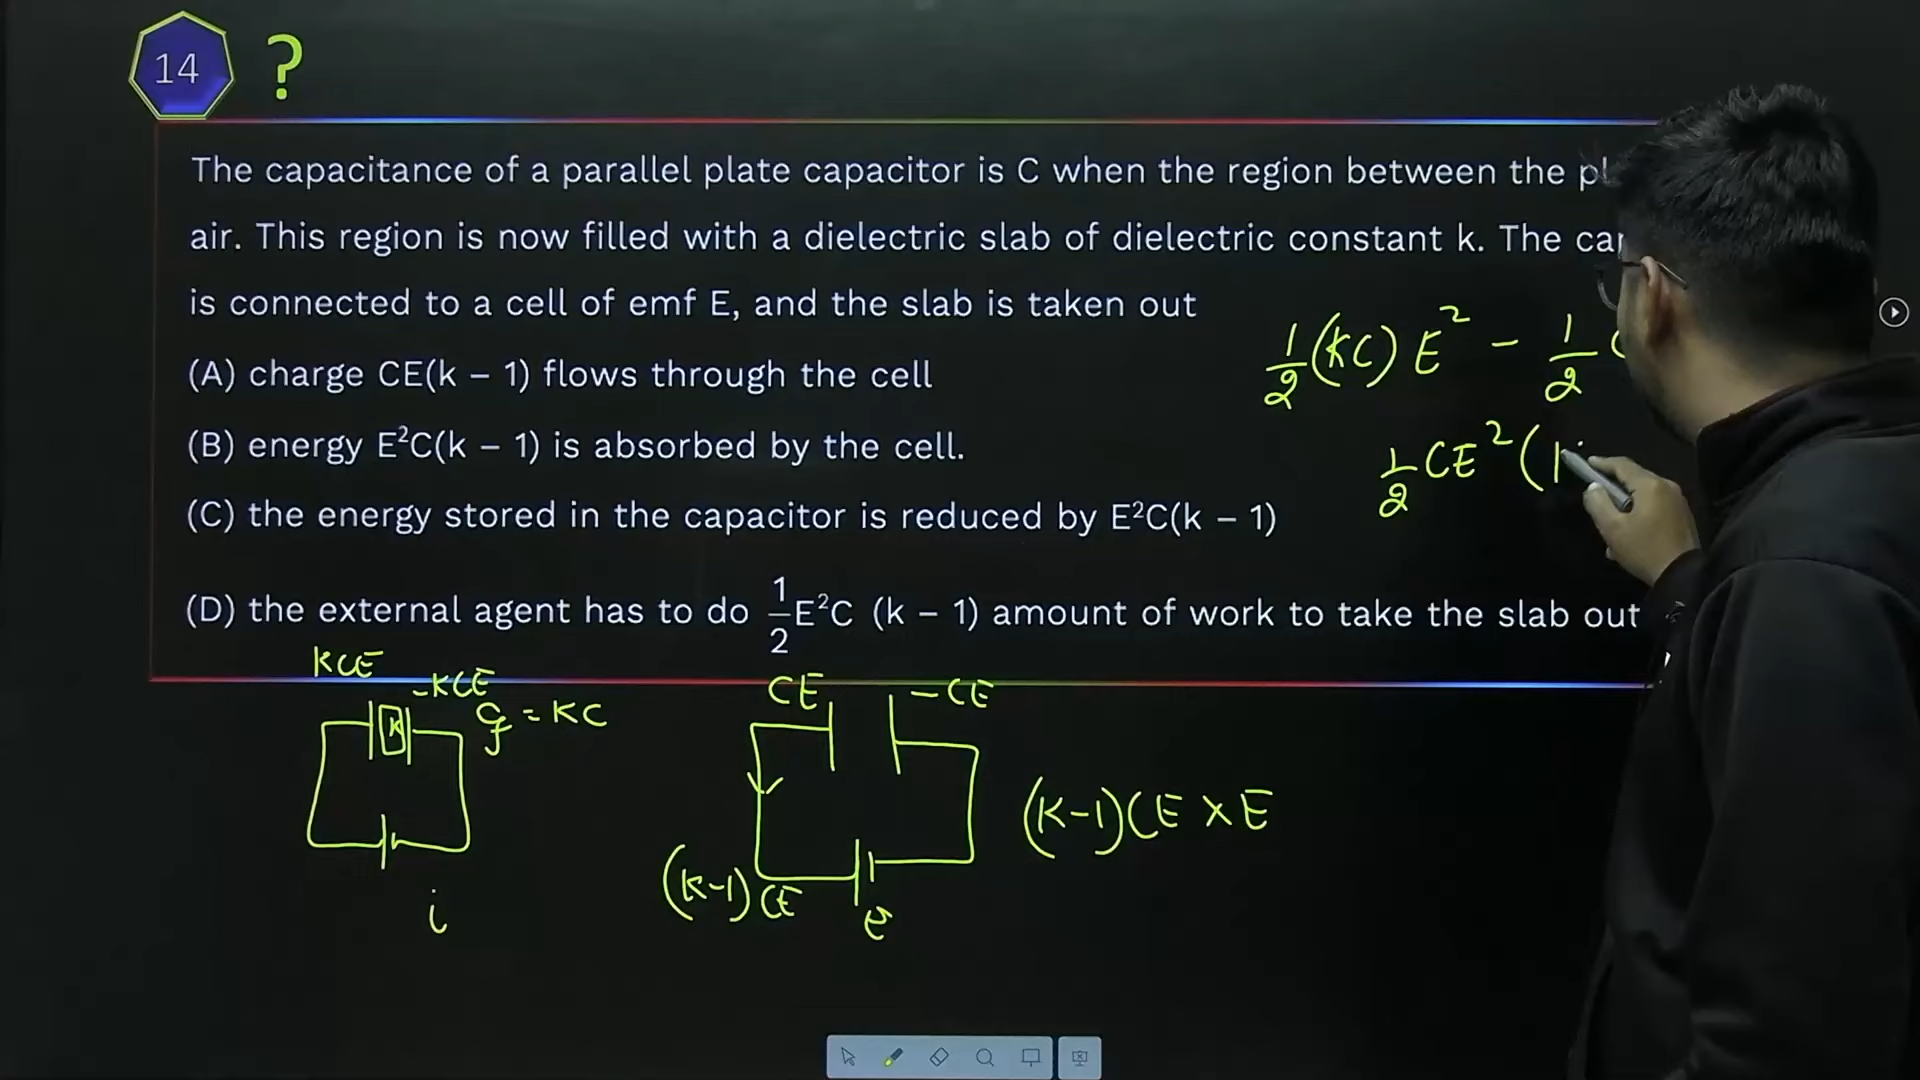 14 ?
The capacitance of a parallel plate capacitor is C when the region between the
air. This region is now filled with a dielectric slab of dielectric constant k. The
is connected to a cell of emf E, and the slab is taken out
(A) charge CE(k – 1) flows through the cell
(B) energy E²C(k – 1) is absorbed by the cell.
(C) the energy stored in the capacitor is reduced by E²C(k – 1)
(D) the external agent has to do 1/2 E²C (k – 1) amount of work to take the slab out
1/2 (KC) E² - 1/2
1/2 CE² (
KCE
-KCE
K
= KC
i
CE
-CE
(K-1) CE
(K-1) CE × E